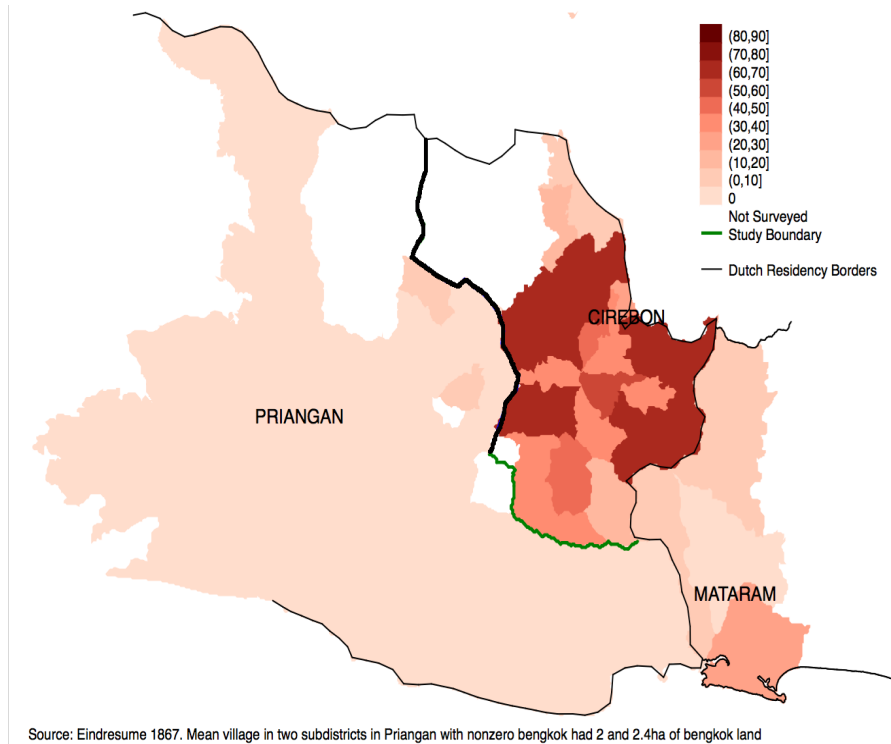 (80,90]
(70,80]
(60,70]
(50,60]
(40,50]
(30,40]
(20,30]
(10,20]
(0,10]
0
Not Surveyed
Study Boundary
Dutch Residency Borders
CIREBON
PRIANGAN
MATARAM
Source: Eindresume 1867. Mean village in two subdistricts in Priangan with nonzero bengkok had 2 and 2.4ha of bengkok land